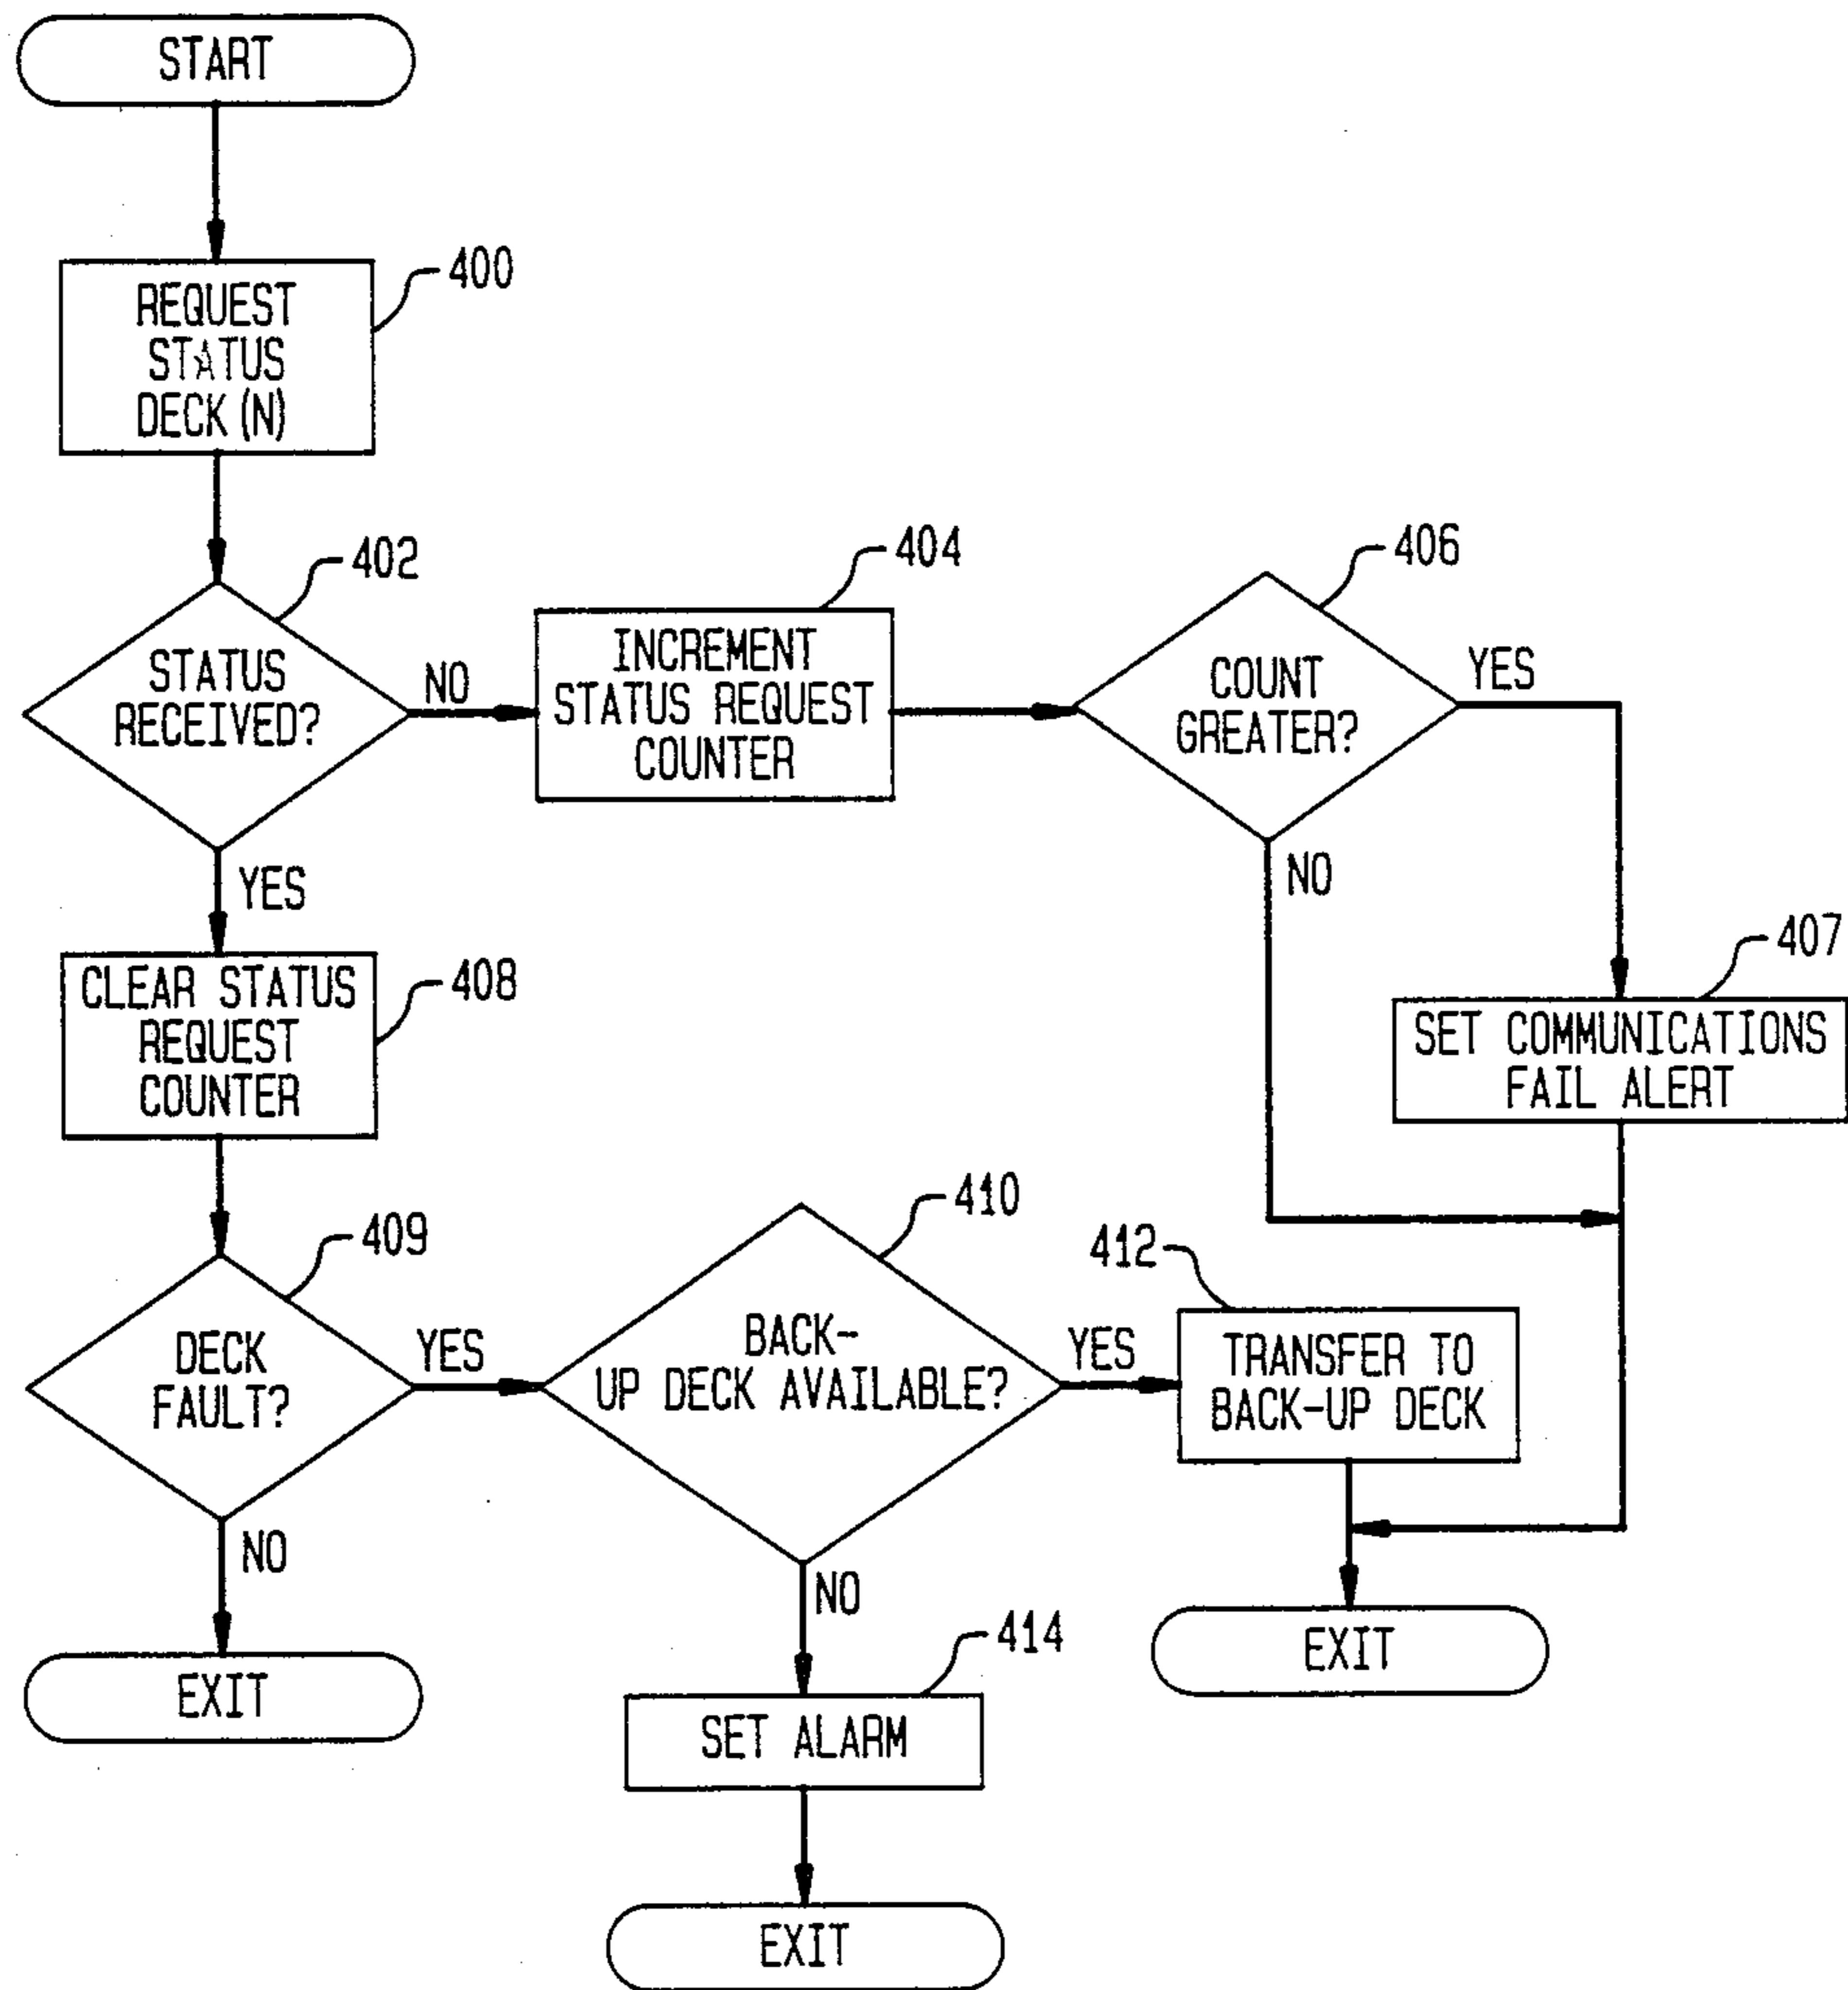 START
400
REQUEST
STATUS
DECK (N)
402
STATUS
RECEIVED?
NO
YES
404
INCREMENT
STATUS REQUEST
COUNTER
406
COUNT
GREATER?
YES
NO
407
SET COMMUNICATIONS
FAIL ALERT
408
CLEAR STATUS
REQUEST
COUNTER
409
DECK
FAULT?
YES
NO
EXIT
410
BACK-
UP DECK AVAILABLE?
YES
NO
412
TRANSFER TO
BACK-UP DECK
EXIT
414
SET ALARM
EXIT